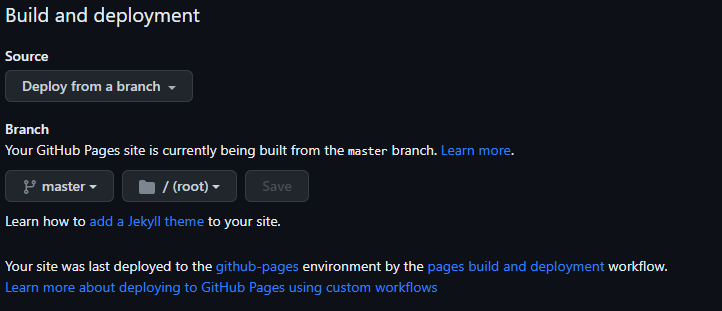 Build and deployment
Source
Deploy from a branch
Branch
Your GitHub Pages site is currently being built from the master branch. Learn more.
master / (root) Save
Learn how to add a Jekyll theme to your site.
Your site was last deployed to the github-pages environment by the pages build and deployment workflow.
Learn more about deploying to GitHub Pages using custom workflows